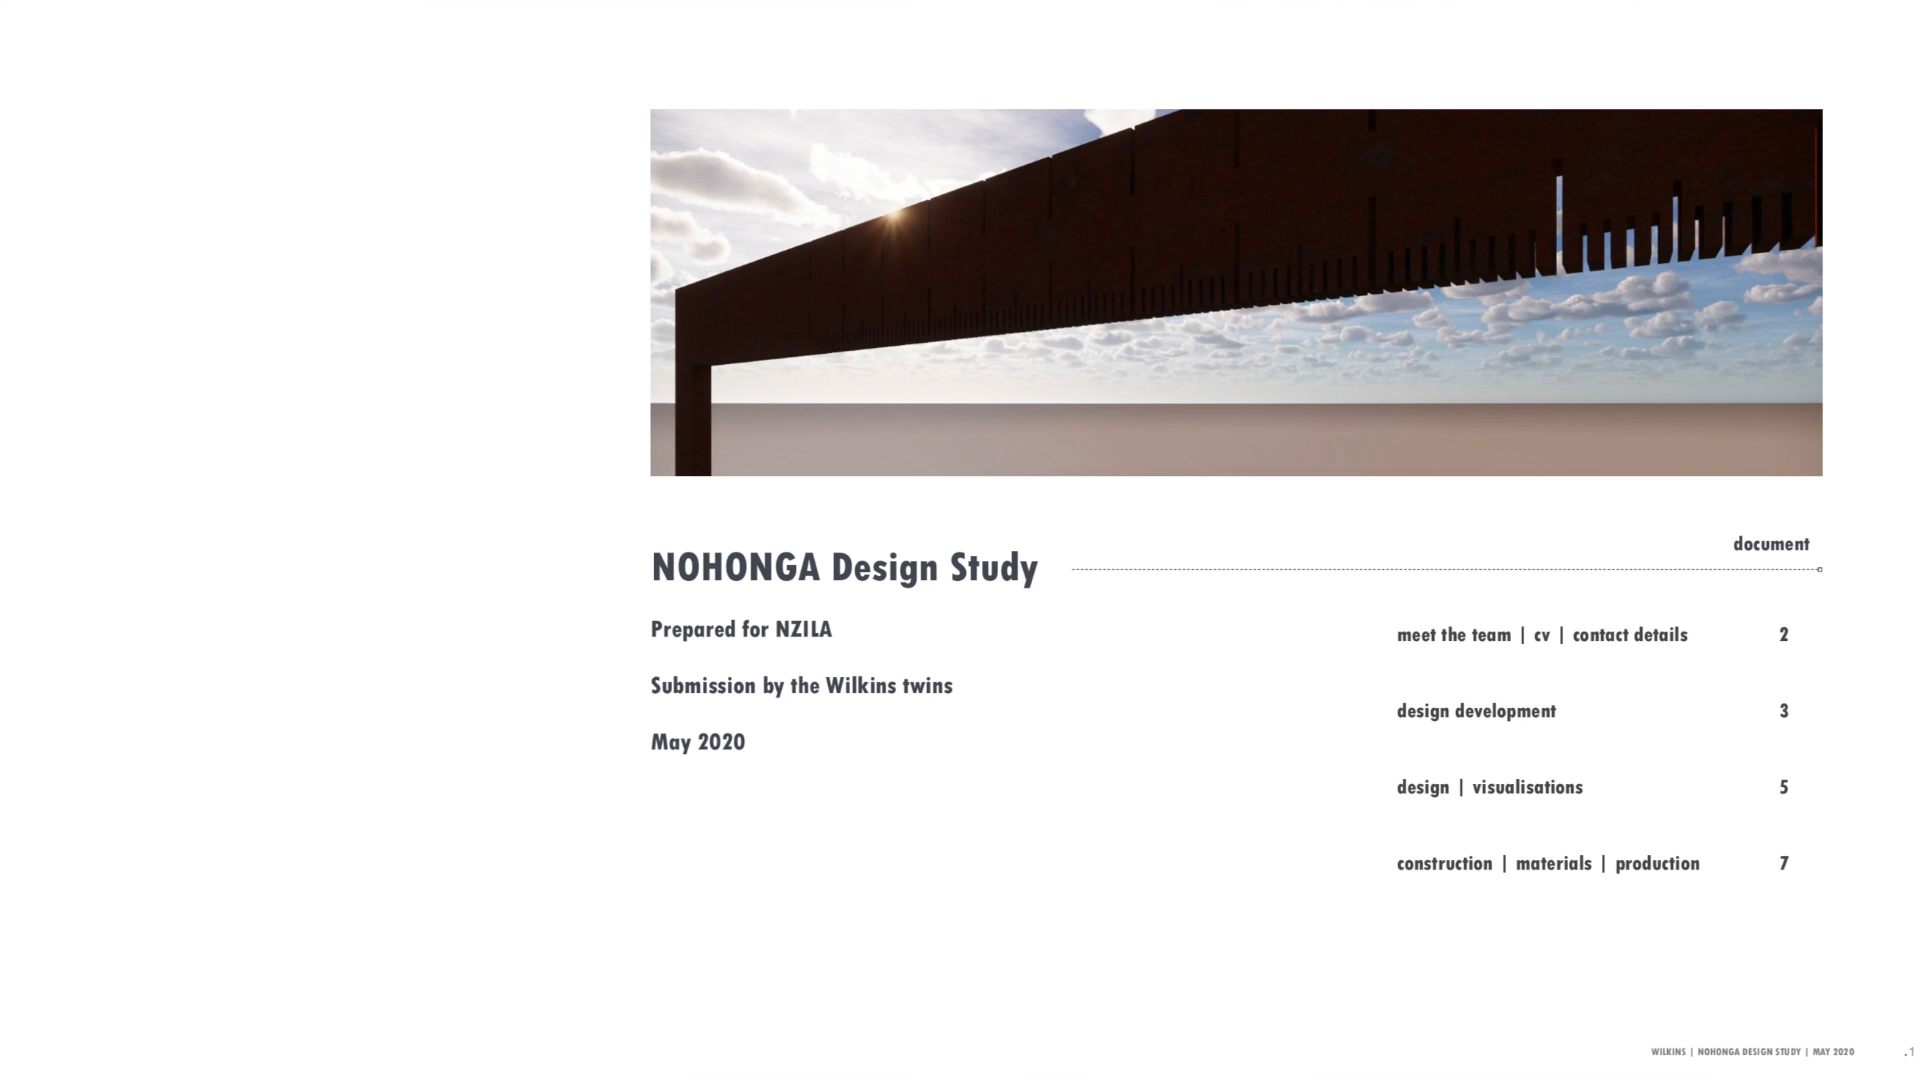 NOHONGA Design Study
Prepared for NZILA
Submission by the Wilkins twins
May 2020
document
meet the team | cv | contact details 2
design development 3
design | visualisations 5
construction | materials | production 7
WILKINS | NOHONGA DESIGN STUDY | MAY 2020 .1